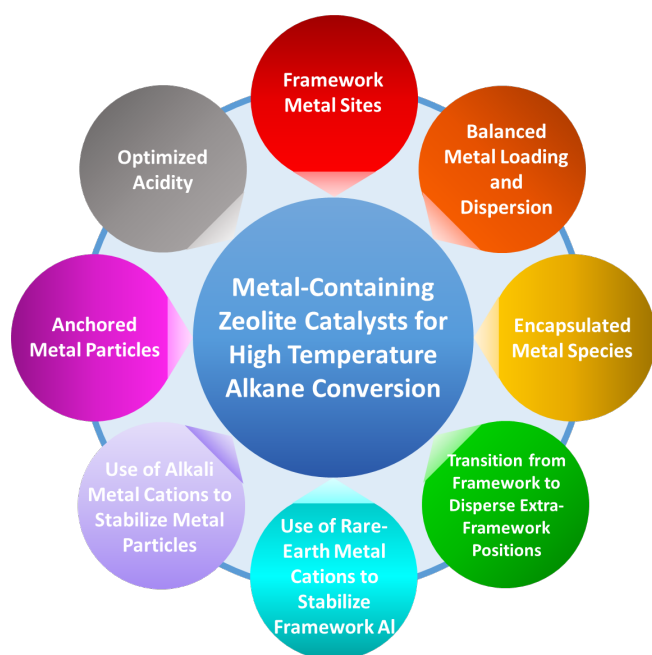 Framework
Metal Sites
Balanced
Metal Loading
and
Dispersion
Encapsulated
Metal Species
Transition from
Framework to
Disperse Extra-
Framework
Positions
Use of Rare-
Earth Metal
Cations to
Stabilize
Framework Al
Use of Alkali
Metal Cations to
Stabilize Metal
Particles
Anchored
Metal Particles
Optimized
Acidity
Metal-Containing
Zeolite Catalysts for
High Temperature
Alkane Conversion